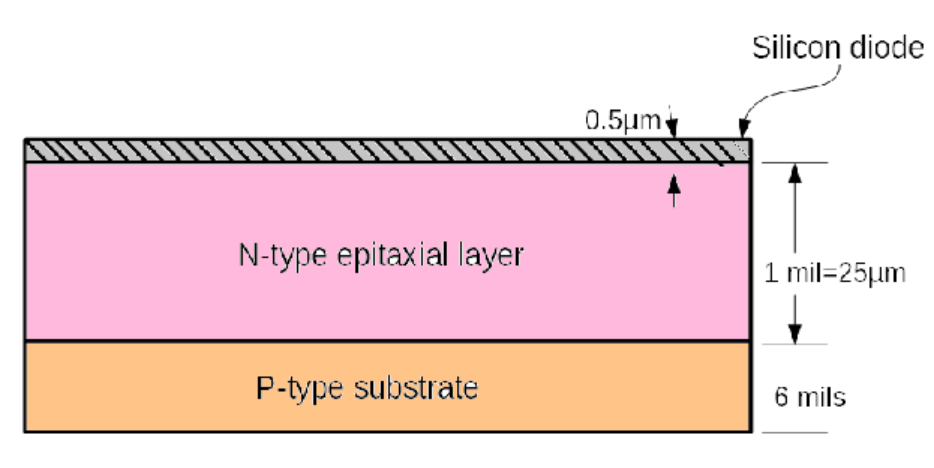 Silicon diode
0.5μm
N-type epitaxial layer
1 mil=25μm
P-type substrate
6 mils